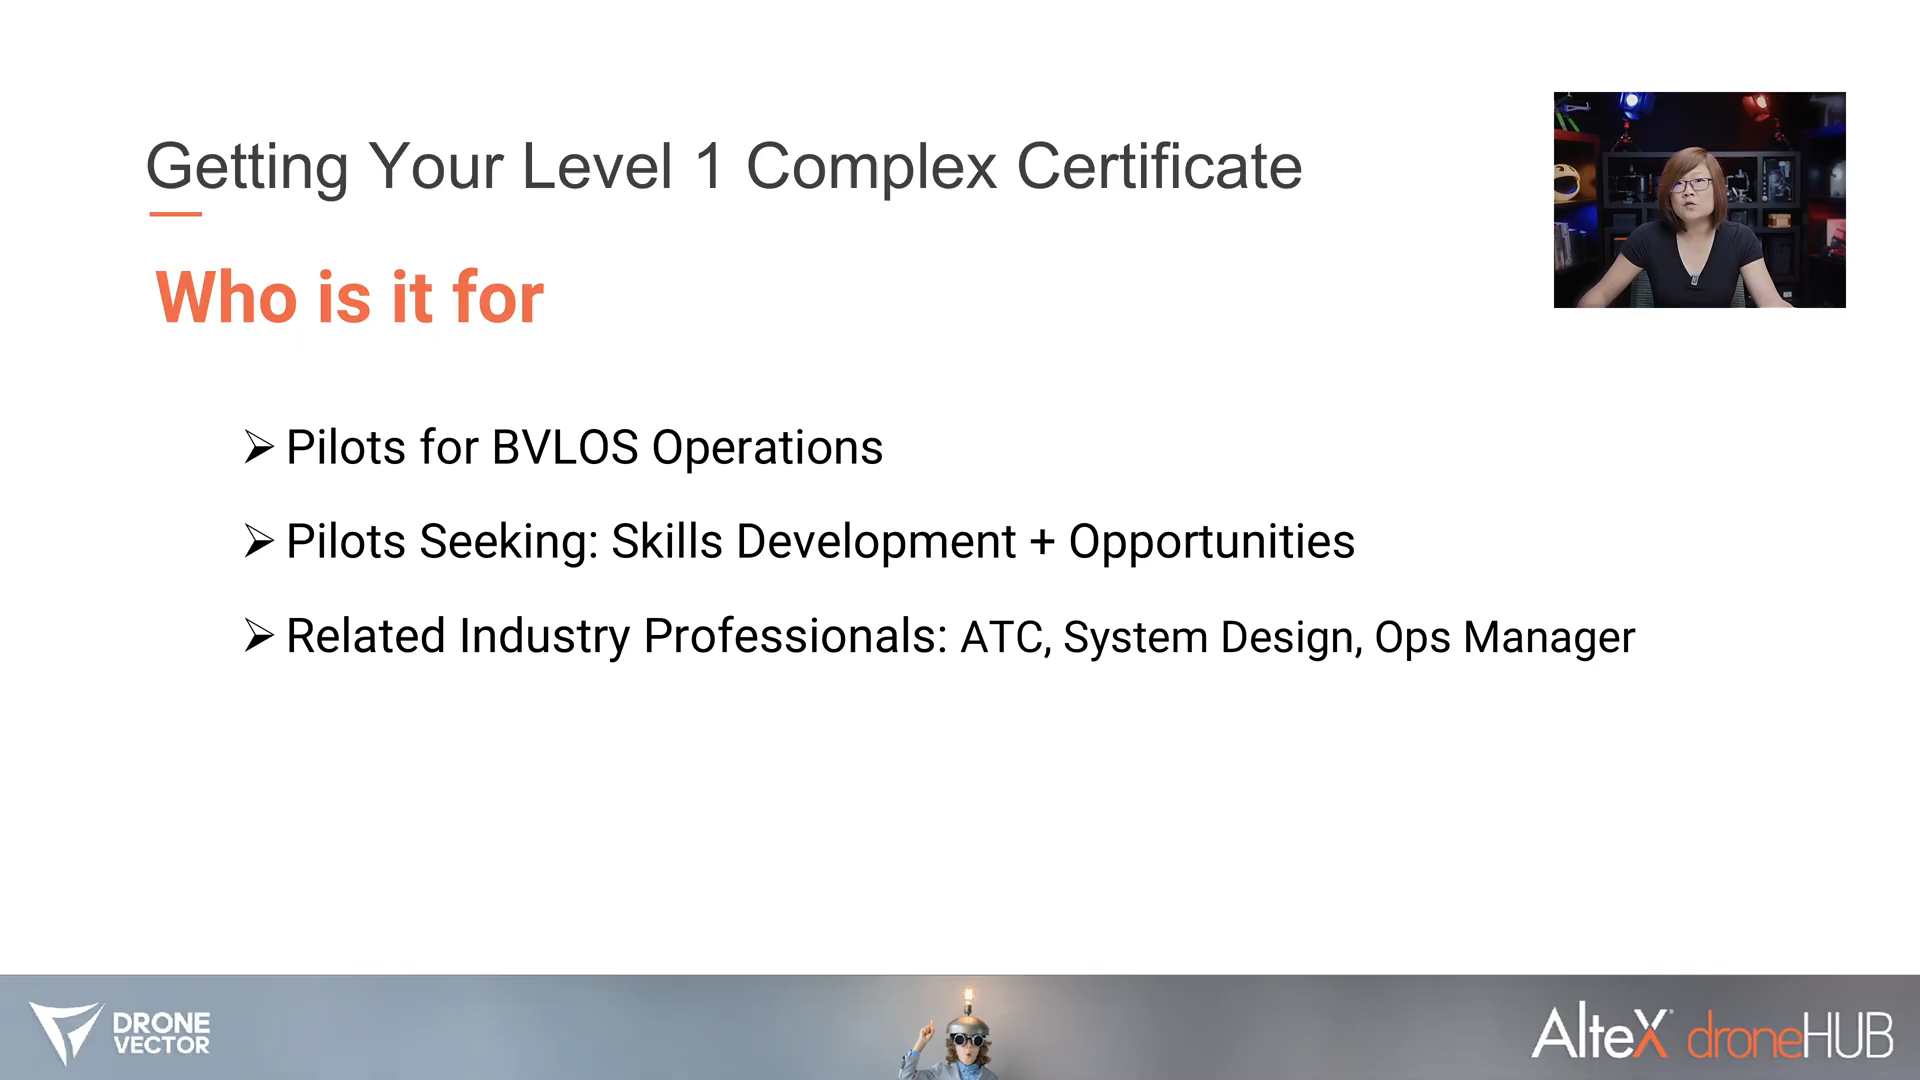 Getting Your Level 1 Complex Certificate
Who is it for
Pilots for BVLOS Operations
Pilots Seeking: Skills Development + Opportunities
Related Industry Professionals: ATC, System Design, Ops Manager
DRONE
VECTOR
AlteX droneHUB